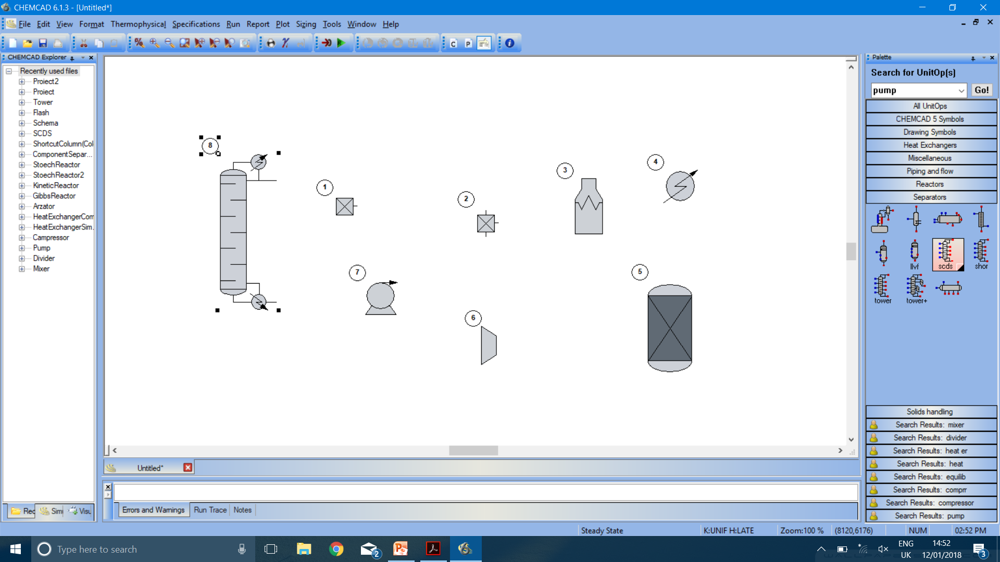 CHEMCAD 6.1.3 - [Untitled*]
File Edit View Format Thermophysical Specifications Run Report Plot Sizing Tools Window Help
C P
CHEMCAD Explorer
Recently used files
Project2
Project
Tower
Flash
Schema
SCDS
ShortcutColumn(Col
ComponentSepar...
StoechReactor
StoechReactor2
KineticReactor
GibbsReactor
Arzator
HeatExchangerCom
HeatExchangerSim.
Campressor
Pump
Divider
Mixer
Rec Simu Visu
8
1
2
3
4
7
6
5
Untitled*
Errors and Warnings Run Trace Notes
Palette
Search for UnitOp(s)
pump Go!
All UnitOps
CHEMCAD 5 Symbols
Drawing Symbols
Heat Exchangers
Miscellaneous
Piping and flow
Reactors
Separators
llvf scds shor
tower tower+
Solids handling
Search Results: mixer
Search Results: divider
Search Results: heat er
Search Results: heat
Search Results: equilib
Search Results: comprr
Search Results: compressor
Search Results: pump
Steady State K:UNIF H:LATE Zoom:100 % (8120,6176) NUM 02:52 PM
Type here to search
2
ENG
UK
14:52
12/01/2018
3